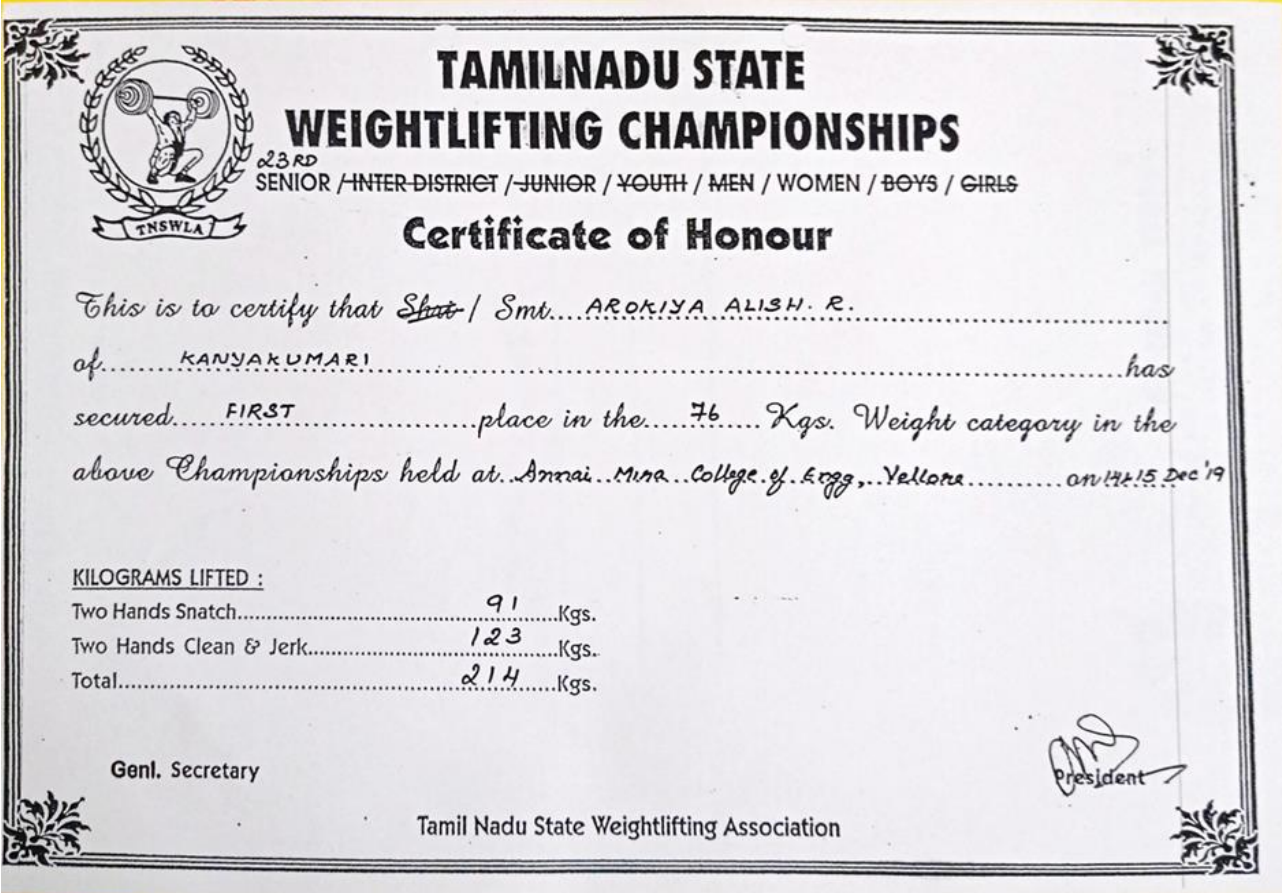 TAMILNADU STATE
WEIGHTLIFTING CHAMPIONSHIPS
23RD
SENIOR / INTER-DISTRICT / JUNIOR / YOUTH / MEN / WOMEN / BOYS / GIRLS
TNSWLA
Certificate of Honour
This is to certify that Shat / Smt....AROKIYA ALISH. R.
of........KANYAKUMARI........has
secured......FIRST......place in the.....76.....Kgs. Weight category in the
above Championships held at..Annai..Mira..College.of.Engg,..Vellore..........on 14&15 Dec '19
KILOGRAMS LIFTED :
Two Hands Snatch........91......Kgs.
Two Hands Clean & Jerk........123......Kgs.
Total........214......Kgs.
Genl. Secretary
President
Tamil Nadu State Weightlifting Association